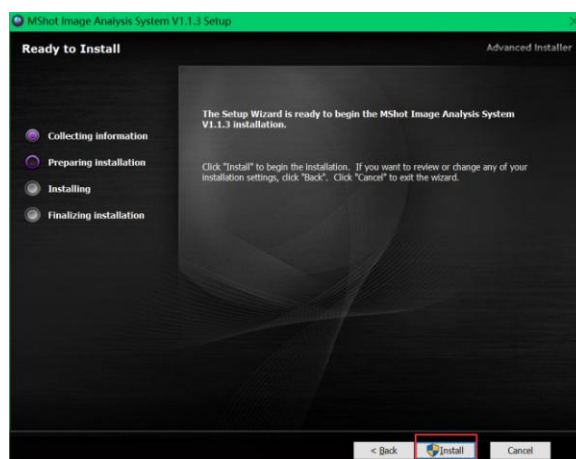 MShot Image Analysis System V1.1.3 Setup
Ready to Install
Advanced Installer
Collecting information
Preparing installation
Installing
Finalizing installation
The Setup Wizard is ready to begin the MShot Image Analysis System
V1.1.3 installation.
Click "Install" to begin the installation. If you want to review or change any of your
installation settings, click "Back". Click "Cancel" to exit the wizard.
< Back
Install
Cancel